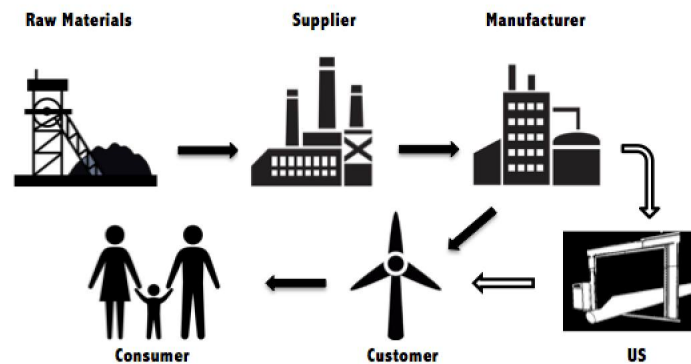 Raw Materials
Supplier
Manufacturer
Consumer
Customer
US